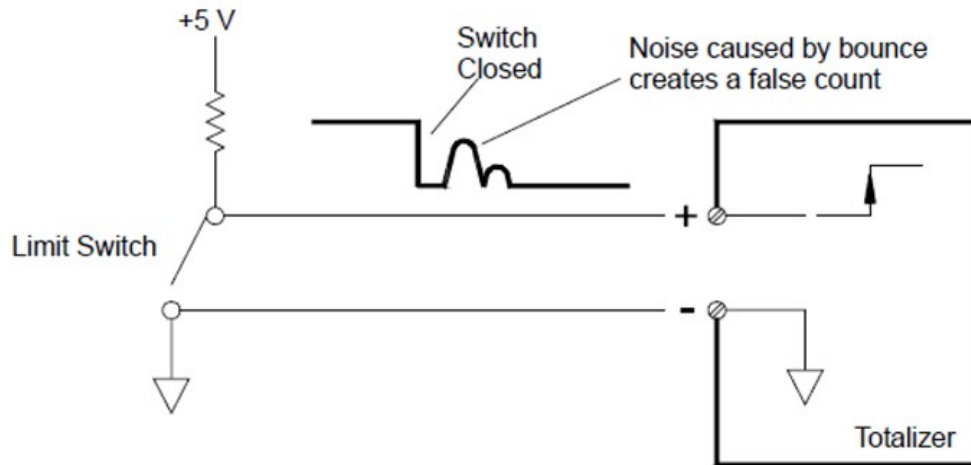 +5 V
Switch
Closed
Noise caused by bounce
creates a false count
+
Limit Switch
-
Totalizer